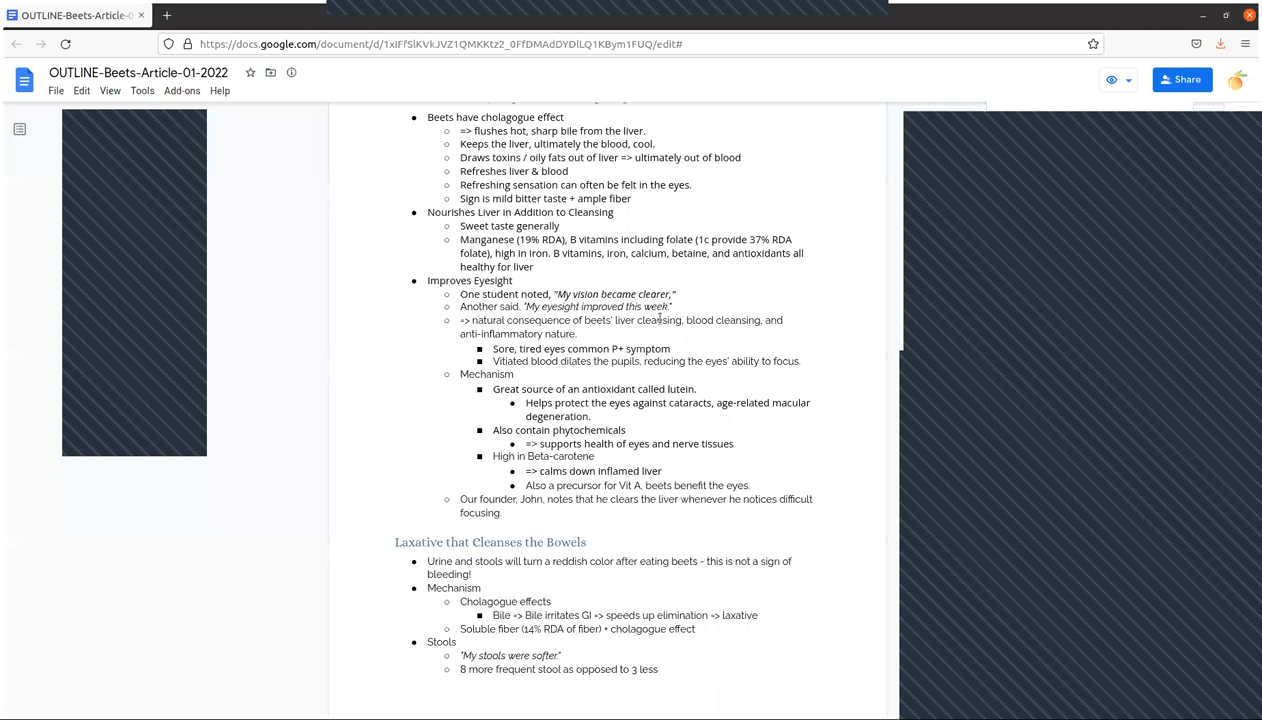 OUTLINE-Beets-Article-0
https://docs.google.com/document/d/1xIFfSlKVkJVZ1QMKKtz2_0FfDMAdDYDlLQ1KBym1FUQ/edit#
OUTLINE-Beets-Article-01-2022
File Edit View Tools Add-ons Help
Share
Beets have cholagogue effect
=> flushes hot, sharp bile from the liver.
Keeps the liver, ultimately the blood, cool.
Draws toxins / oily fats out of liver => ultimately out of blood
Refreshes liver & blood
Refreshing sensation can often be felt in the eyes.
Sign is mild bitter taste + ample fiber
Nourishes Liver in Addition to Cleansing
Sweet taste generally
Manganese (19% RDA), B vitamins including folate (1c provide 37% RDA
folate), high in iron. B vitamins, iron, calcium, betaine, and antioxidants all
healthy for liver
Improves Eyesight
One student noted, "My vision became clearer,"
Another said, "My eyesight improved this week."
=> natural consequence of beets' liver cleansing, blood cleansing, and
anti-inflammatory nature.
Sore, tired eyes common P+ symptom
Vitiated blood dilates the pupils, reducing the eyes' ability to focus.
Mechanism
Great source of an antioxidant called lutein.
Helps protect the eyes against cataracts, age-related macular
degeneration.
Also contain phytochemicals
=> supports health of eyes and nerve tissues
High in Beta-carotene
=> calms down inflamed liver
Also a precursor for Vit A, beets benefit the eyes.
Our founder, John, notes that he clears the liver whenever he notices difficult
focusing.
Laxative that Cleanses the Bowels
Urine and stools will turn a reddish color after eating beets - this is not a sign of
bleeding!
Mechanism
Cholagogue effects
Bile => Bile irritates GI => speeds up elimination => laxative
Soluble fiber (14% RDA of fiber) + cholagogue effect
Stools
"My stools were softer."
8 more frequent stool as opposed to 3 less